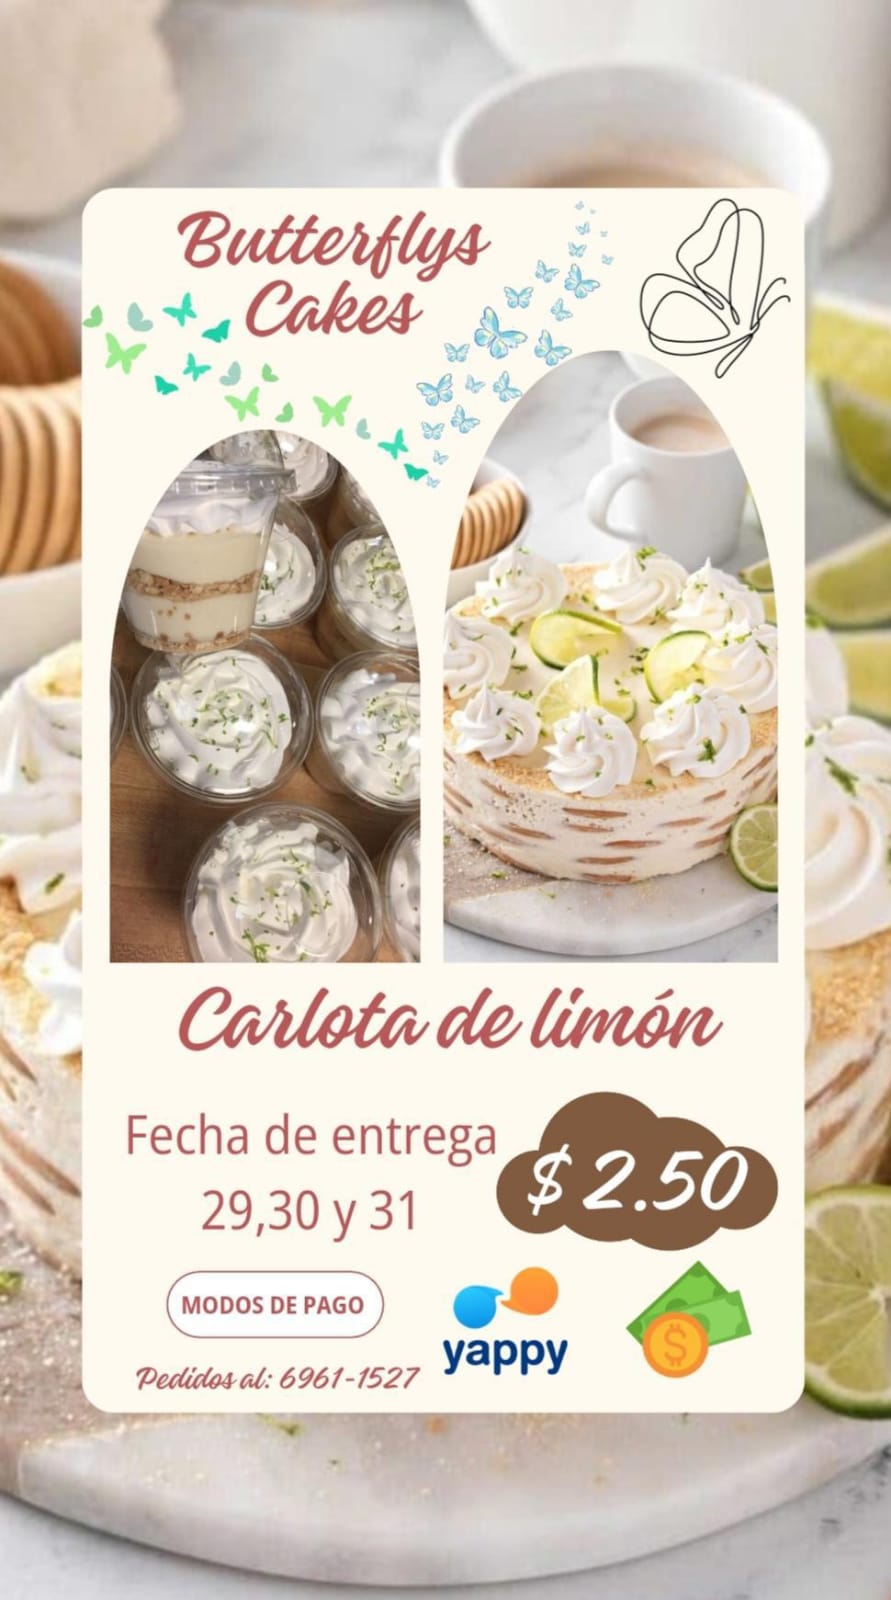 Butterflys
Cakes
Carlota de limón
Fecha de entrega
29,30 y 31
$ 2.50
MODOS DE PAGO
yappy
$
Pedidos al: 6961-1527